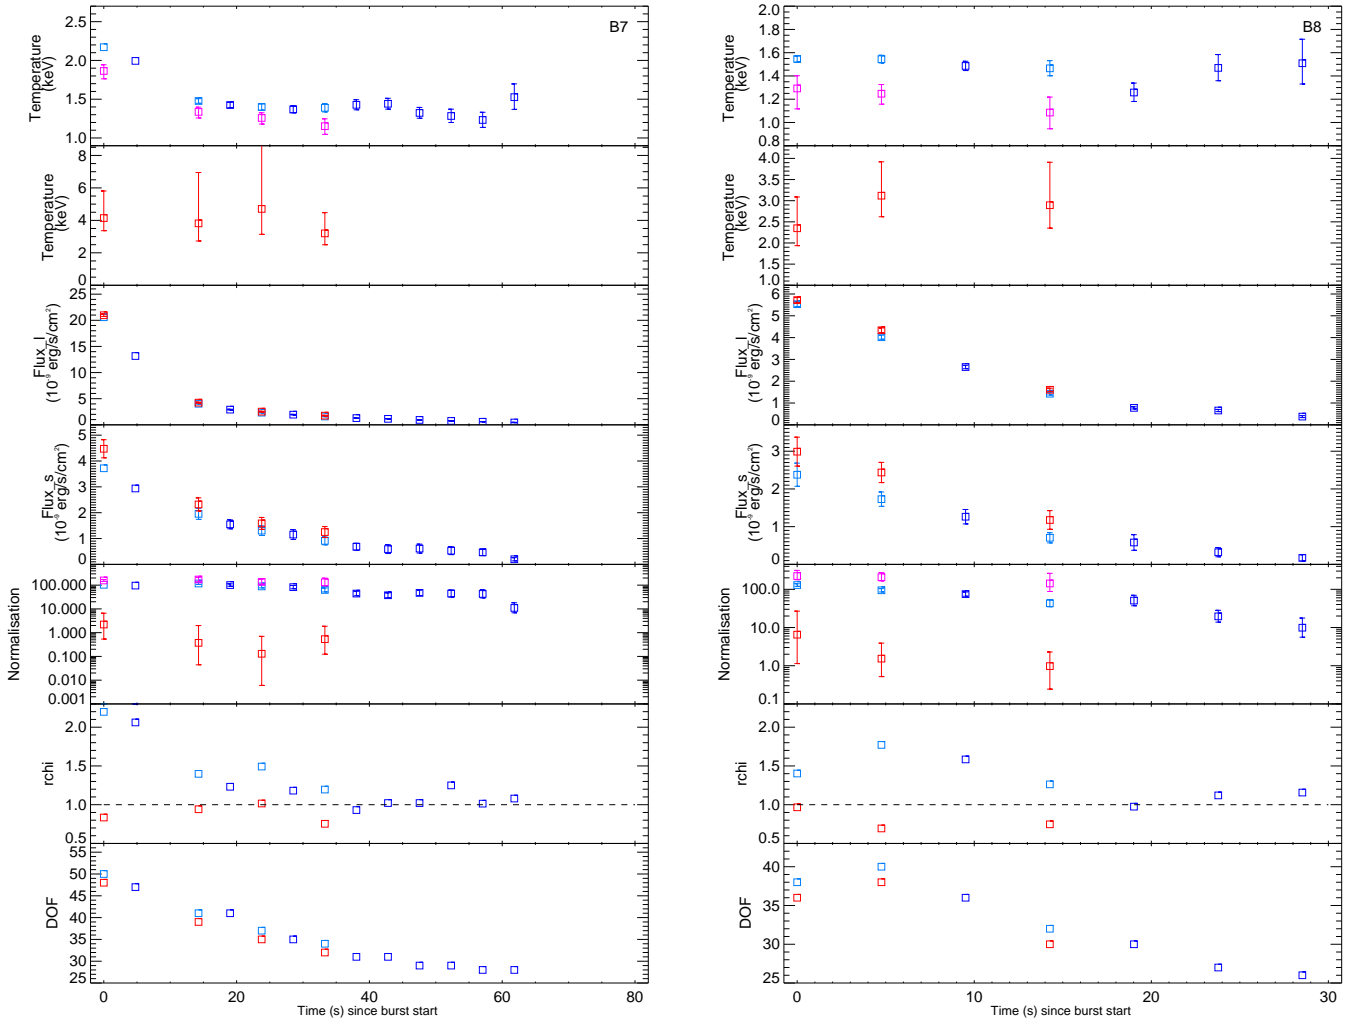 B7
2.5
2.0
1.5
1.0
Temperature
(keV)
8
6
4
2
0
Temperature
(keV)
25
20
15
10
5
0
Flux_l
(10⁻⁹ erg/s/cm²)
5
4
3
2
1
0
Flux_s
(10⁻⁹ erg/s/cm²)
100.000
10.000
1.000
0.100
0.010
0.001
Normalisation
2.0
1.5
1.0
0.5
rchi
55
50
45
40
35
30
25
DOF
0 20 40 60 80
Time (s) since burst start
B8
2.0
1.8
1.6
1.4
1.2
1.0
0.8
Temperature
(keV)
4.0
3.5
3.0
2.5
2.0
1.5
1.0
Temperature
(keV)
6
5
4
3
2
1
0
Flux_l
(10⁻⁹ erg/s/cm²)
3
2
1
0
Flux_s
(10⁻⁹ erg/s/cm²)
100.0
10.0
1.0
0.1
Normalisation
2.0
1.5
1.0
0.5
rchi
40
35
30
25
DOF
0 10 20 30
Time (s) since burst start